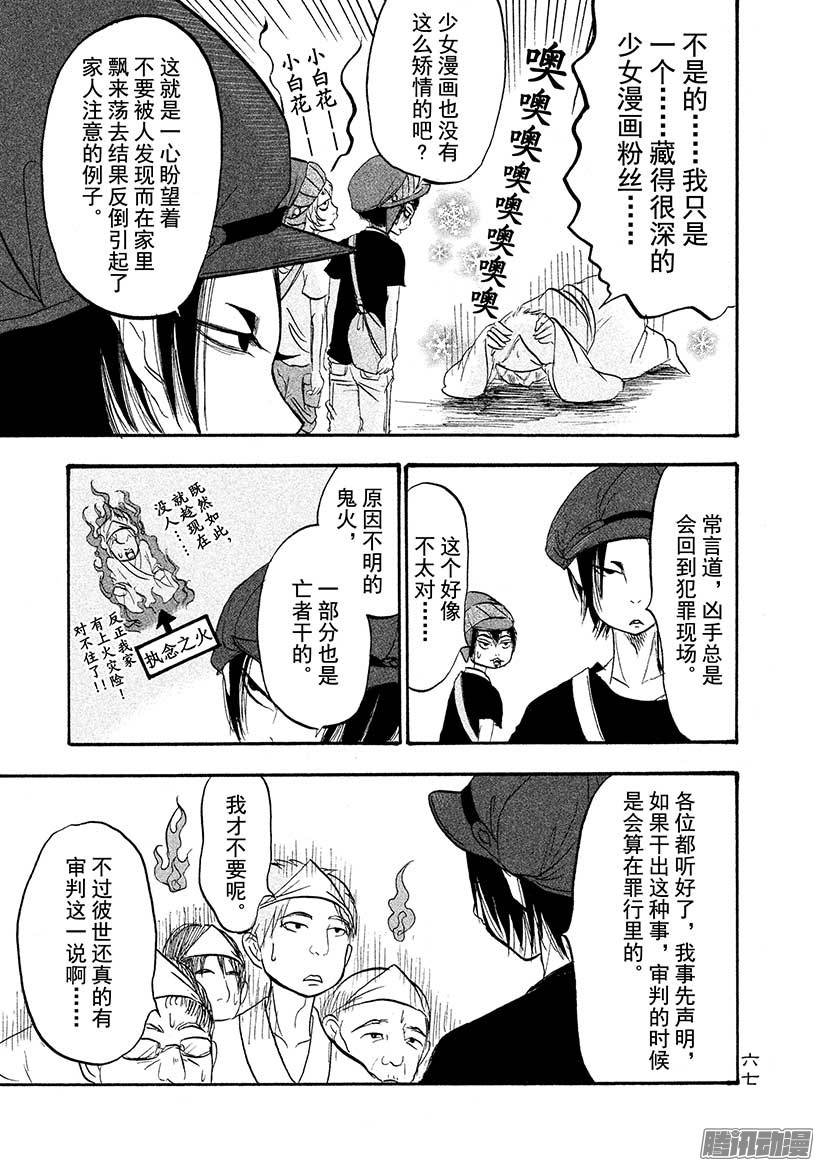 不是的……我只是
一个……藏得很深的
少女漫画粉丝……
噢噢噢噢噢噢噢噢
少女漫画也没有
这么矫情的吧？
小白花——
小白花——
这就是一心盼望着
不要被人发现而在家里
飘来荡去结果反倒引起了
家人注意的例子。
常言道，凶手总是
会回到犯罪现场。
这个好像
不太对……
原因不明的
鬼火，
一部分也是
亡者干的。
既然如此，
就趁现在
没人……
执念之火
反正我家
有上火灾险！
对不住了！！
各位都听好了，我事先声明，
如果干出这种事，审判的时候
是会算在罪行里的。
我才不要呢。
不过彼世还真的有
审判这一说啊……
六七
腾讯动漫